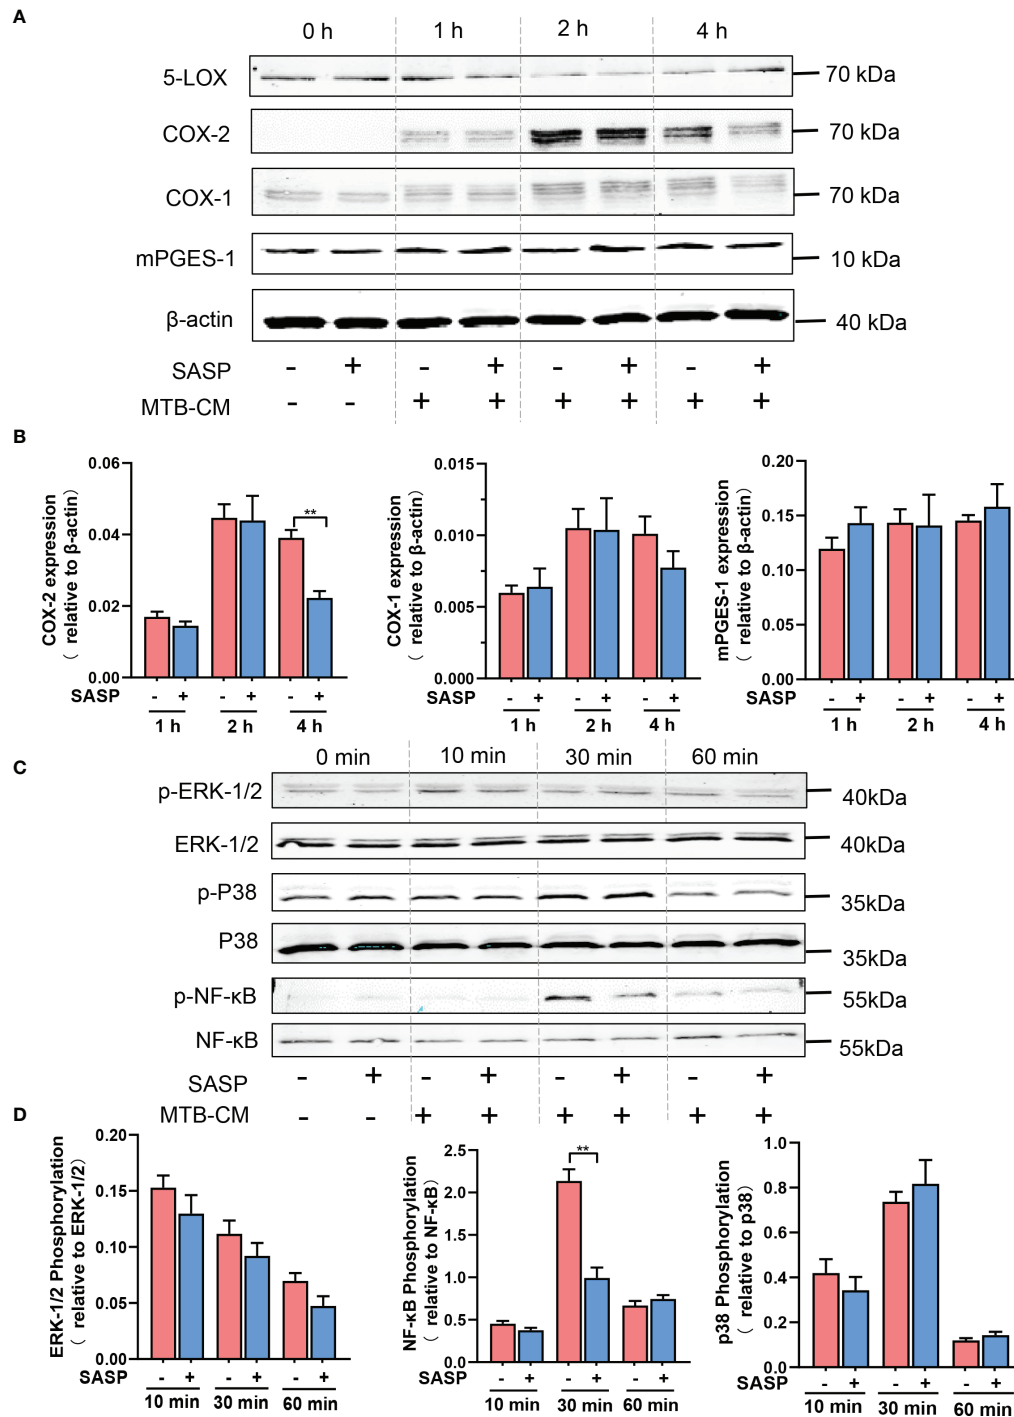 A
0 h 1 h 2 h 4 h
5-LOX 70 kDa
COX-2 70 kDa
COX-1 70 kDa
mPGES-1 10 kDa
β-actin 40 kDa
SASP - + - + - + - +
MTB-CM - - + + + + + +
B
COX-2 expression
( relative to β-actin)
0.06
0.04
0.02
0.00
**
SASP - + - + - +
1 h 2 h 4 h
COX-1 expression
( relative to β-actin)
0.015
0.010
0.005
0.000
SASP - + - + - +
1 h 2 h 4 h
mPGES-1 expression
( relative to β-actin)
0.20
0.15
0.10
0.05
0.00
SASP - + - + - +
1 h 2 h 4 h
C
0 min 10 min 30 min 60 min
p-ERK-1/2 40kDa
ERK-1/2 40kDa
p-P38 35kDa
P38 35kDa
p-NF-κB 55kDa
NF-κB 55kDa
SASP - + - + - + - +
MTB-CM - - + + + + + +
D
ERK-1/2 Phosphorylation
( relative to ERK-1/2)
0.20
0.15
0.10
0.05
0.00
SASP - + - + - +
10 min 30 min 60 min
NF-κB Phosphorylation
( relative to NF-κB)
2.5
2.0
1.5
1.0
0.5
0.0
**
SASP - + - + - +
10 min 30 min 60 min
p38 Phosphorylation
( relative to p38)
1.0
0.8
0.6
0.4
0.2
0.0
SASP - + - + - +
10 min 30 min 60 min